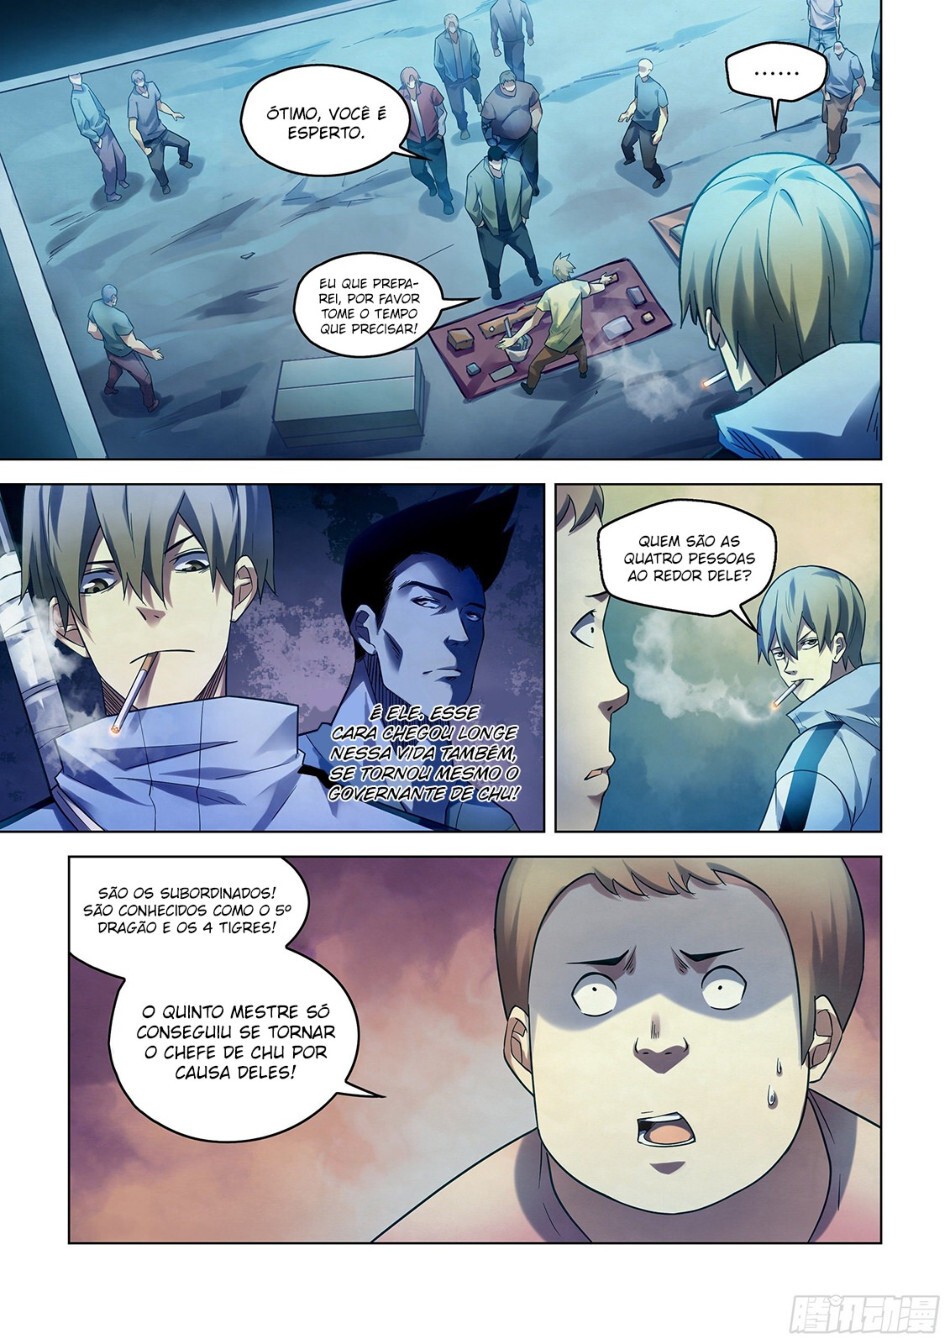 ÓTIMO, VOCÊ É
ESPERTO.
......
EU QUE PREPA-
REI, POR FAVOR
TOME O TEMPO
QUE PRECISAR!
É ELE. ESSE
CARA CHEGOU LONGE
NESSA VIDA TAMBÉM,
SE TORNOU MESMO O
GOVERNANTE DE CHU!
QUEM SÃO AS
QUATRO PESSOAS
AO REDOR DELE?
SÃO OS SUBORDINADOS!
SÃO CONHECIDOS COMO O 5º
DRAGÃO E OS 4 TIGRES!
O QUINTO MESTRE SÓ
CONSEGUIU SE TORNAR
O CHEFE DE CHU POR
CAUSA DELES!
腾讯动漫